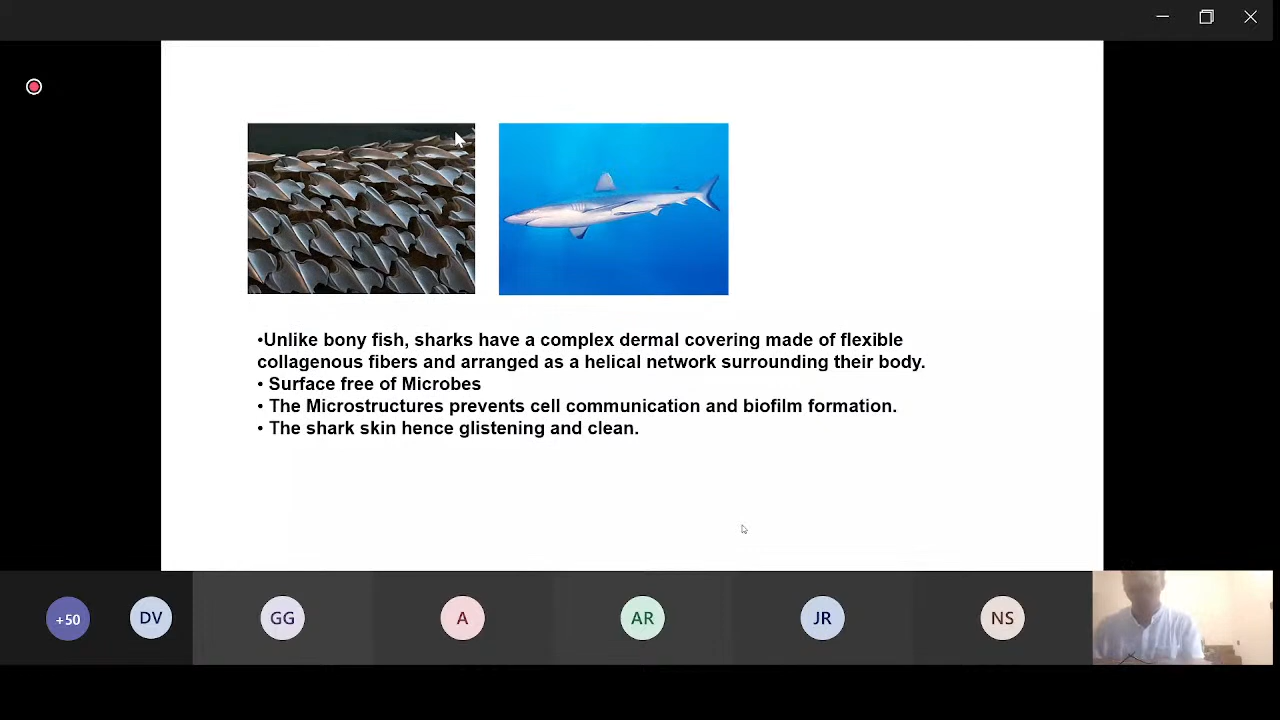 •Unlike bony fish, sharks have a complex dermal covering made of flexible
collagenous fibers and arranged as a helical network surrounding their body.
• Surface free of Microbes
• The Microstructures prevents cell communication and biofilm formation.
• The shark skin hence glistening and clean.
+50 DV GG A AR JR NS